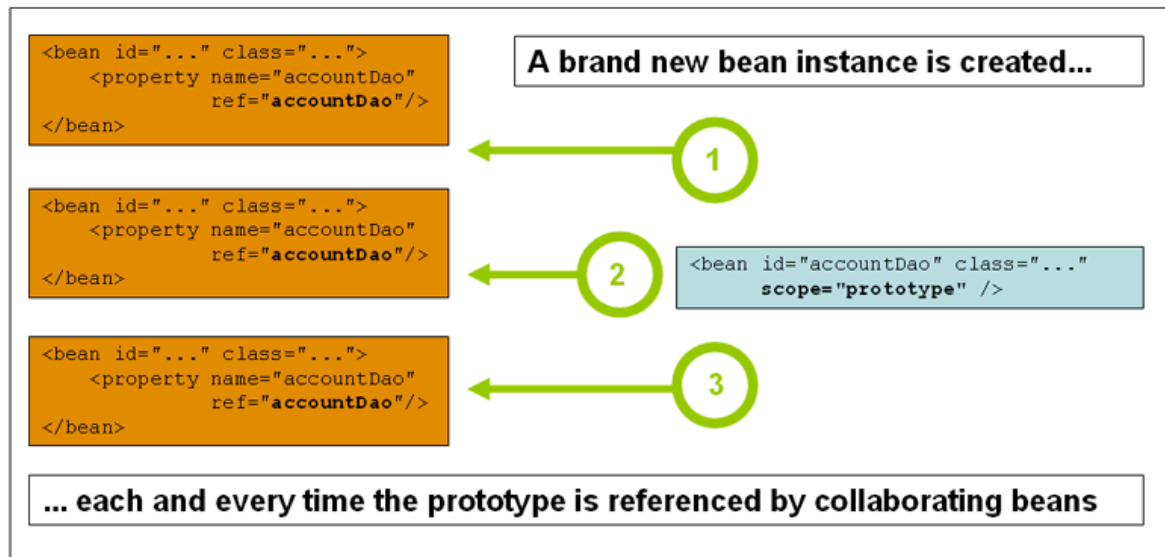 <bean id="..." class="...">
    <property name="accountDao"
              ref="accountDao"/>
</bean>
A brand new bean instance is created...
1
<bean id="..." class="...">
    <property name="accountDao"
              ref="accountDao"/>
</bean>
2
<bean id="accountDao" class="..."
      scope="prototype" />
<bean id="..." class="...">
    <property name="accountDao"
              ref="accountDao"/>
</bean>
3
... each and every time the prototype is referenced by collaborating beans